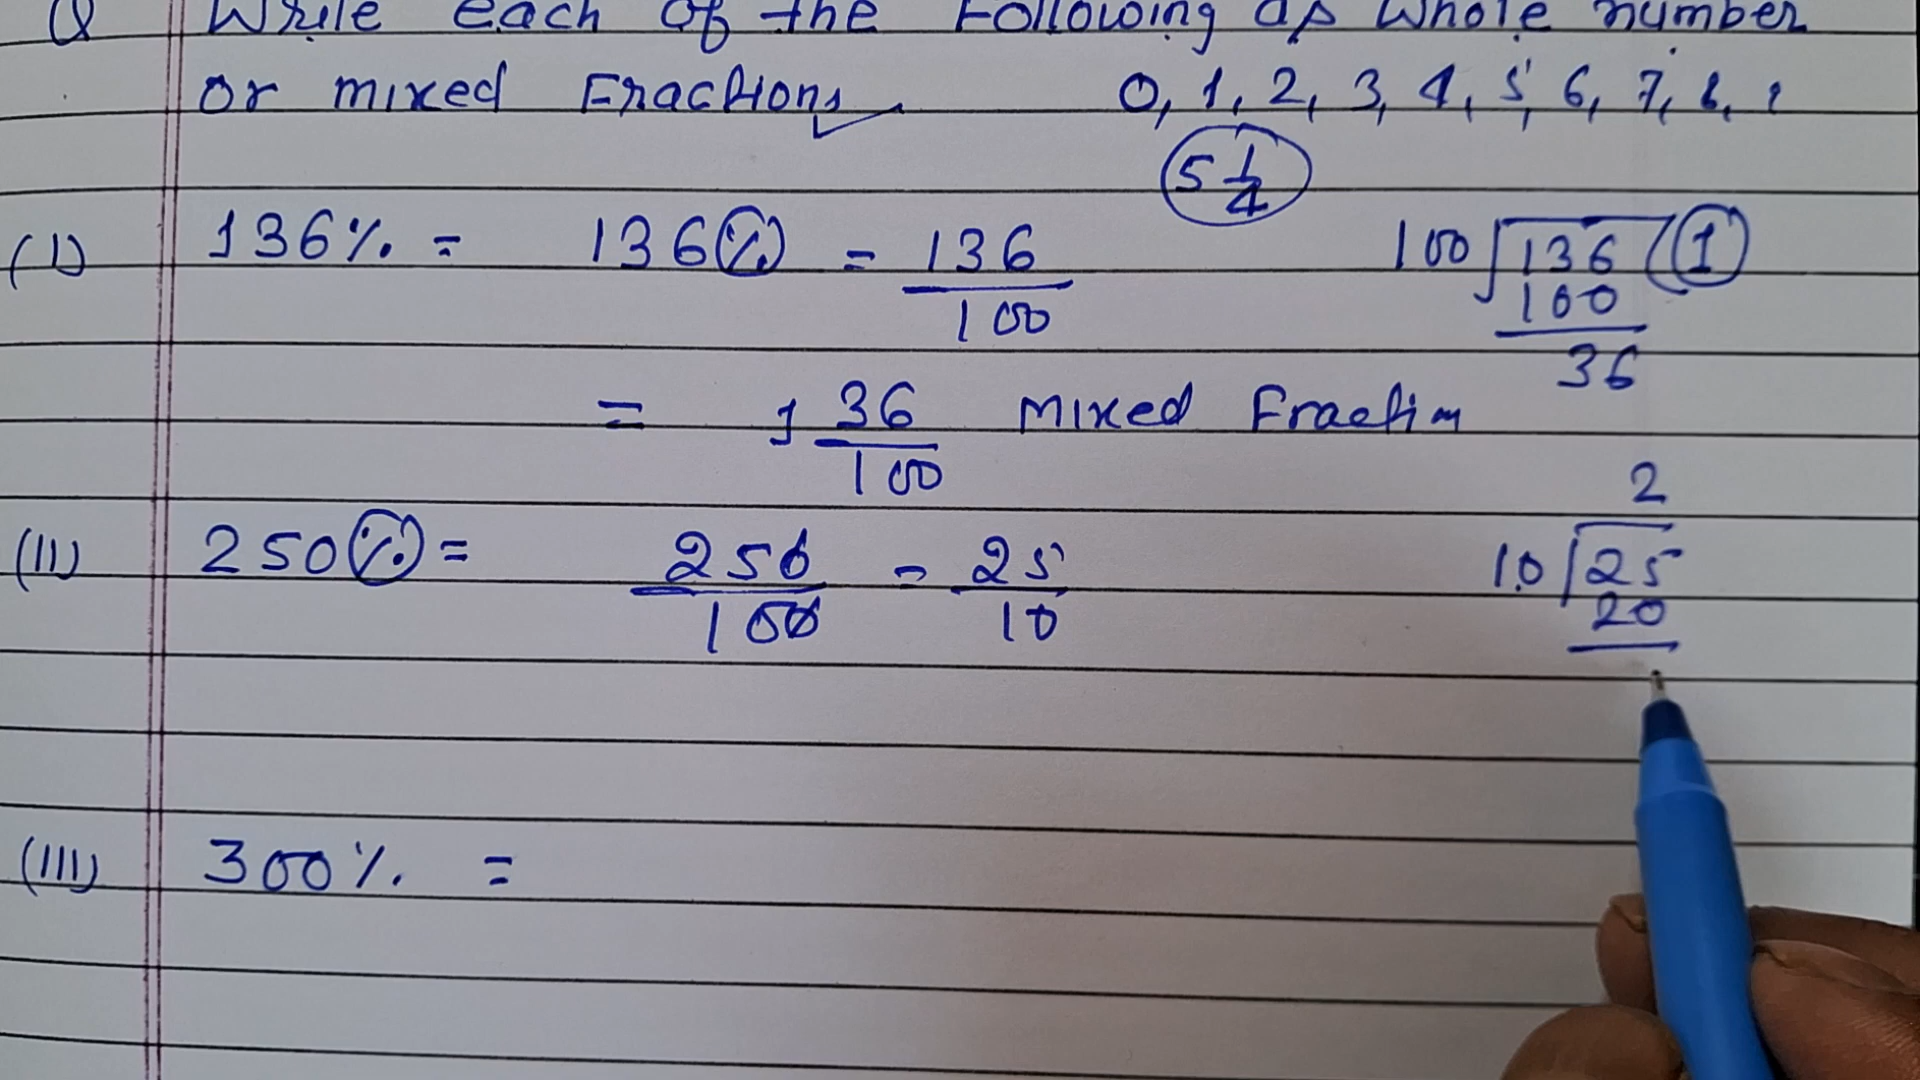 Q Write each of the Following as Whole number
or mixed Fractions 0, 1, 2, 3, 4, 5, 6, 7, 8,
5 1/4
(I) 136% = 136% = 136/100
100 136 1
100
36
= 1 36/100 Mixed Fraction
2
(II) 250% = 250/100 = 25/10
10 25
20
(III) 300% =